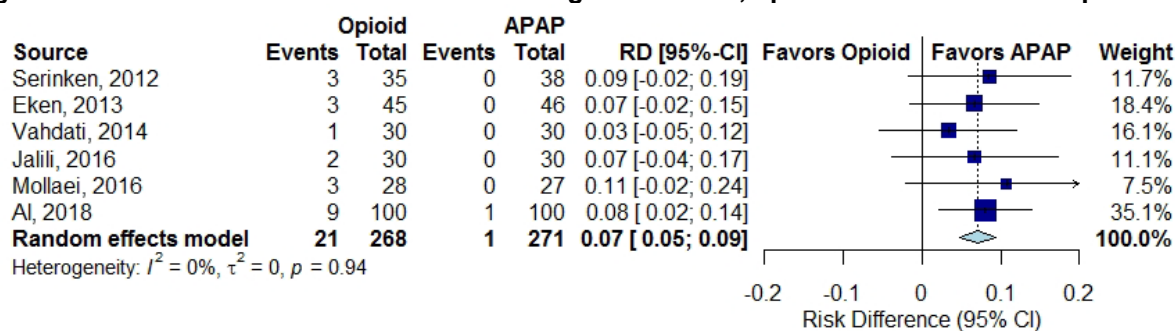 Opioid APAP
Source Events Total Events Total RD [95%-CI] Favors Opioid Favors APAP Weight
Serinken, 2012 3 35 0 38 0.09 [-0.02; 0.19] 11.7%
Eken, 2013 3 45 0 46 0.07 [-0.02; 0.15] 18.4%
Vahdati, 2014 1 30 0 30 0.03 [-0.05; 0.12] 16.1%
Jalili, 2016 2 30 0 30 0.07 [-0.04; 0.17] 11.1%
Mollaei, 2016 3 28 0 27 0.11 [-0.02; 0.24] 7.5%
Al, 2018 9 100 1 100 0.08 [ 0.02; 0.14] 35.1%
Random effects model 21 268 1 271 0.07 [ 0.05; 0.09] 100.0%
Heterogeneity: I² = 0%, τ² = 0, p = 0.94
-0.2 -0.1 0 0.1 0.2
Risk Difference (95% CI)